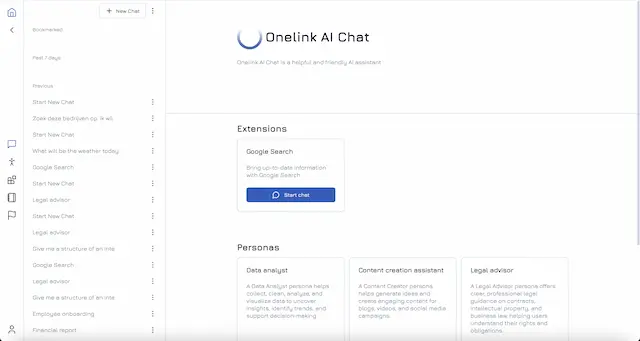 New Chat
Bookmarked
Past 7 days
Previous
Start New Chat
Zoek deze bedrijven op. Ik wil
Start New Chat
What will be the weather today
Google Search
Start New Chat
Legal advisor
Start New Chat
Legal advisor
Give me a structure of an inte
Google Search
Legal advisor
Give me a structure of an inte
Employee onboarding
Financial report
Onelink AI Chat
Onelink AI Chat is a helpful and friendly AI assistant
Extensions
Google Search
Bring up-to-date information
with Google Search
Start chat
Personas
Data analyst
A Data Analyst persona helps
collect, clean, analyze, and
visualize data to uncover
insights, identify trends, and
support decision-making
Content creation assistant
A Content Creator persona
helps generate ideas and
creates engaging content for
blogs, videos, and social media
campaigns.
Legal advisor
A Legal Advisor persona offers
clear, professional legal
guidance on contracts,
intellectual property, and
business law, helping users
understand their rights and
obligations.